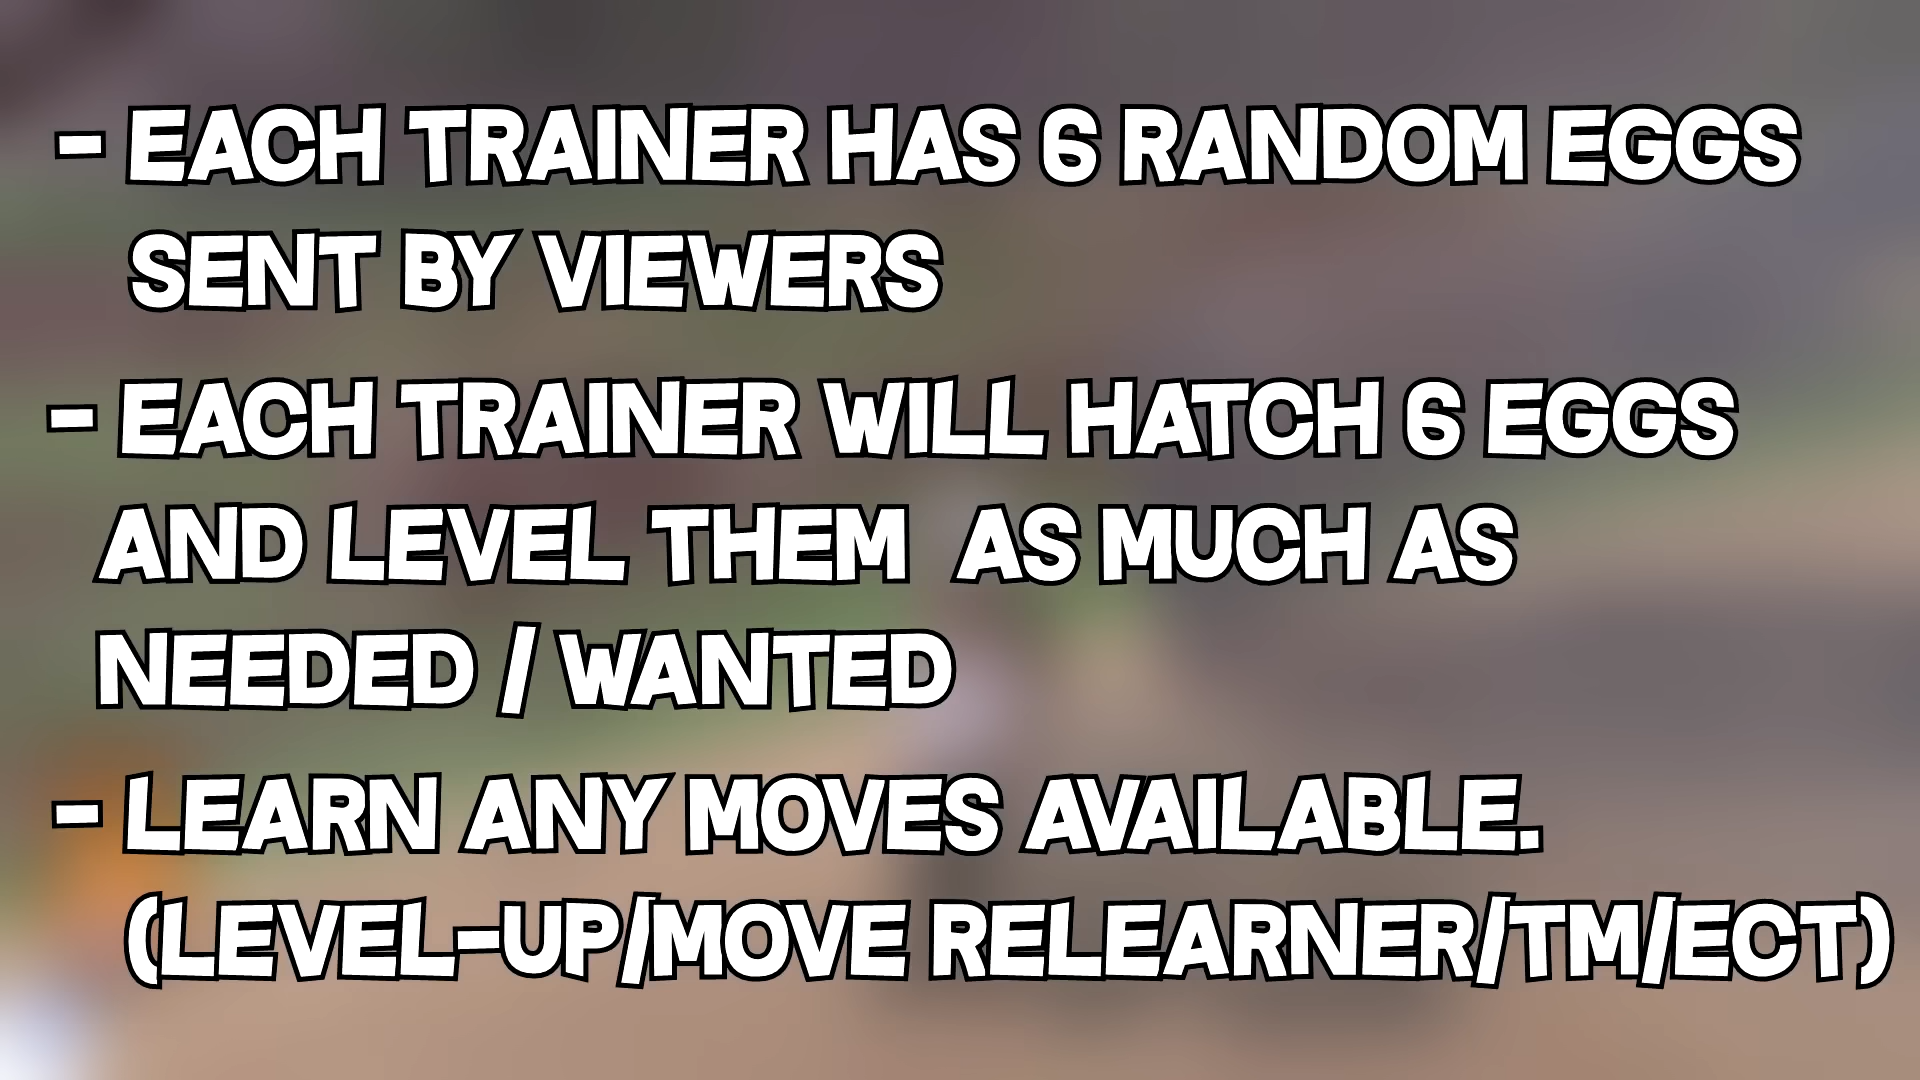 - EACH TRAINER HAS 6 RANDOM EGGS
SENT BY VIEWERS
- EACH TRAINER WILL HATCH 6 EGGS
AND LEVEL THEM  AS MUCH AS
NEEDED / WANTED
- LEARN ANY MOVES AVAILABLE.
(LEVEL-UP/MOVE RELEARNER/TM/ECT)